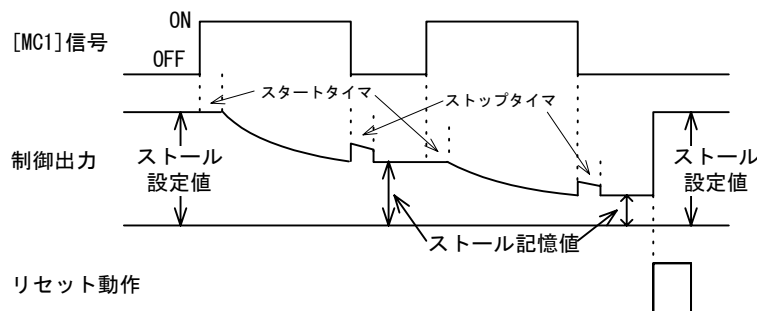 ON
[MC1]信号
OFF
スタートタイマ
ストップタイマ
制御出力
ストール
設定値
ストール
設定値
ストール記憶値
リセット動作